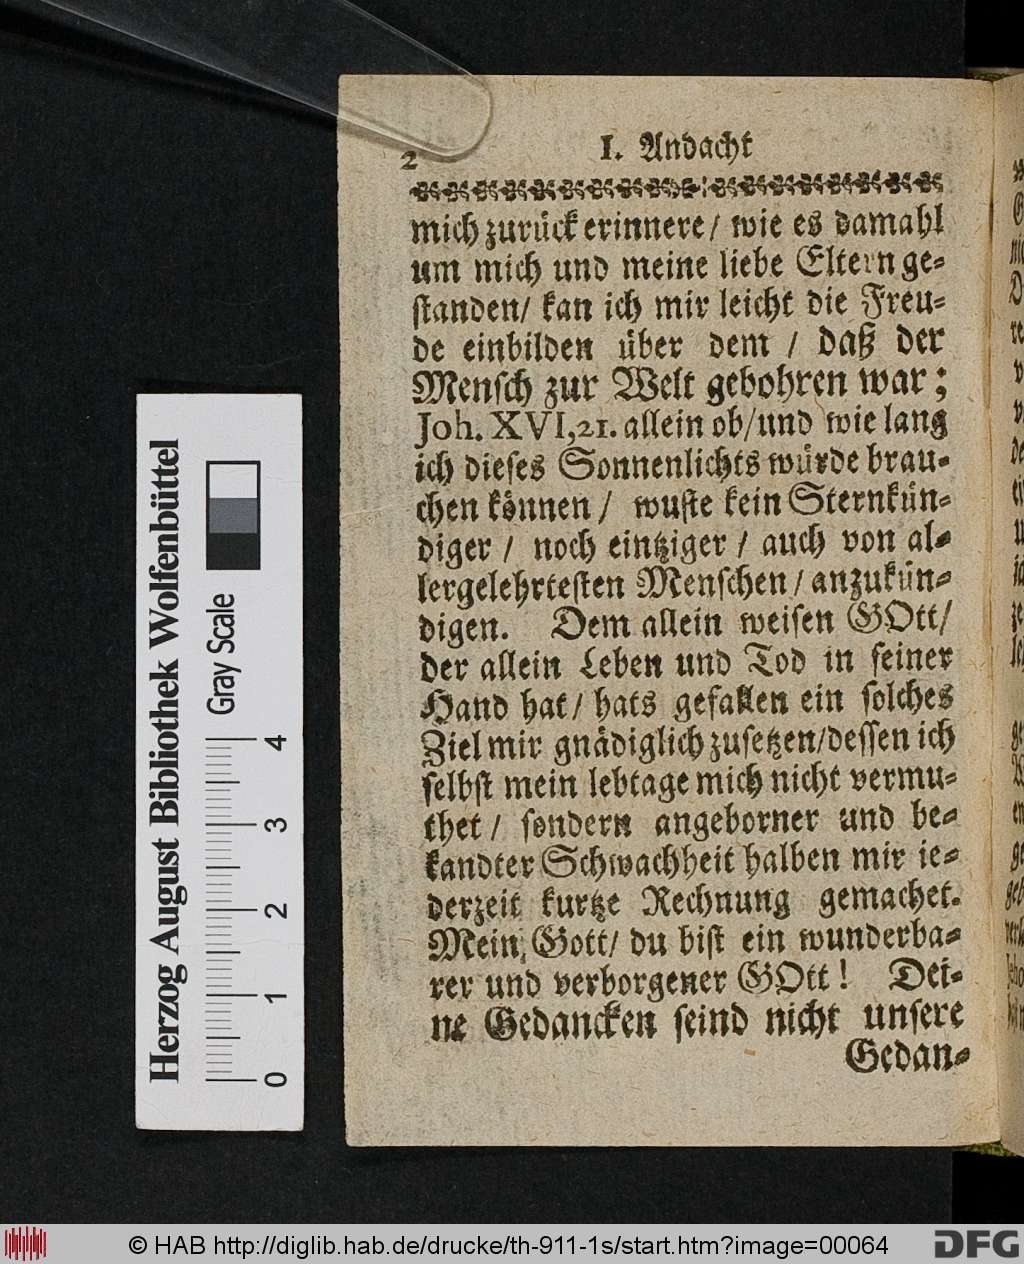 2
I. Andacht
mich zurück erinnere / wie es damahl
um mich und meine liebe Eltern ge-
standen / kan ich mir leicht die Freu-
de einbilden über dem / daß der
Mensch zur Welt gebohren war;
Joh. XVI, 21. allein ob / und wie lang
ich dieses Sonnenlichts würde brau-
chen können / wuste kein Sternkün-
diger / noch eintziger / auch von al-
lergelehrtesten Menschen / anzukün-
digen. Dem allein weisen GOtt /
der allein Leben und Tod in seiner
Hand hat / hats gefallen ein solches
Ziel mir gnädiglich zusetzen / dessen ich
selbst mein lebtage mich nicht vermu-
thet / sondern angeborner und be-
kandter Schwachheit halben mir ie-
derzeit kurtze Rechnung gemachet.
Mein Gott / du bist ein wunderba-
rer und verborgener GOtt! Dei-
ne Gedancken seind nicht unsere
Gedan-
Herzog August Bibliothek Wolfenbüttel
Gray Scale
0 1 2 3 4
© HAB http://diglib.hab.de/drucke/th-911-1s/start.htm?image=00064
DFG